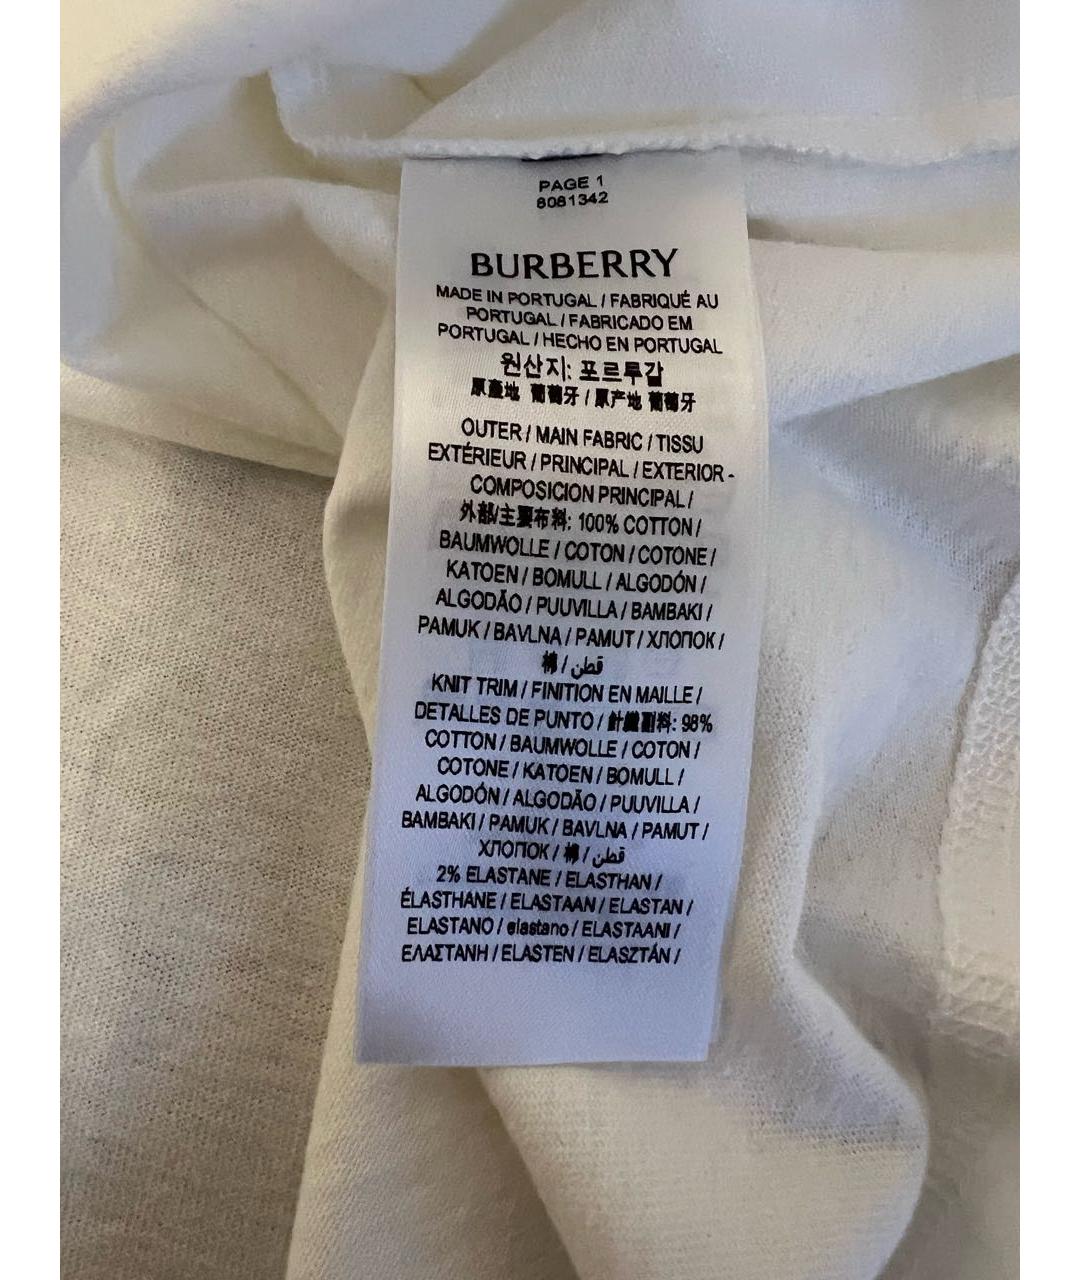 PAGE 1
8081342
BURBERRY
MADE IN PORTUGAL / FABRIQUÉ AU
PORTUGAL / FABRICADO EM
PORTUGAL / HECHO EN PORTUGAL
원산지: 포르투갈
原產地 葡萄牙 / 原产地 葡萄牙
OUTER / MAIN FABRIC / TISSU
EXTÉRIEUR / PRINCIPAL / EXTERIOR -
COMPOSICION PRINCIPAL /
外部/主要布料: 100% COTTON /
BAUMWOLLE / COTON / COTONE /
KATOEN / BOMULL / ALGODÓN /
ALGODÃO / PUUVILLA / BAMBAKI /
PAMUK / BAVLNA / PAMUT / ХЛОПОК /
棉 / قطن
KNIT TRIM / FINITION EN MAILLE /
DETALLES DE PUNTO / 針織副料: 98%
COTTON / BAUMWOLLE / COTON /
COTONE / KATOEN / BOMULL /
ALGODÓN / ALGODÃO / PUUVILLA /
BAMBAKI / PAMUK / BAVLNA / PAMUT /
ХЛОПОК / 棉 / قطن
2% ELASTANE / ELASTHAN /
ÉLASTHANE / ELASTAAN / ELASTAN /
ELASTANO / elastano / ELASTAANI /
ΕΛΑΣΤΑΝΗ / ELASTEN / ELASZTÁN /